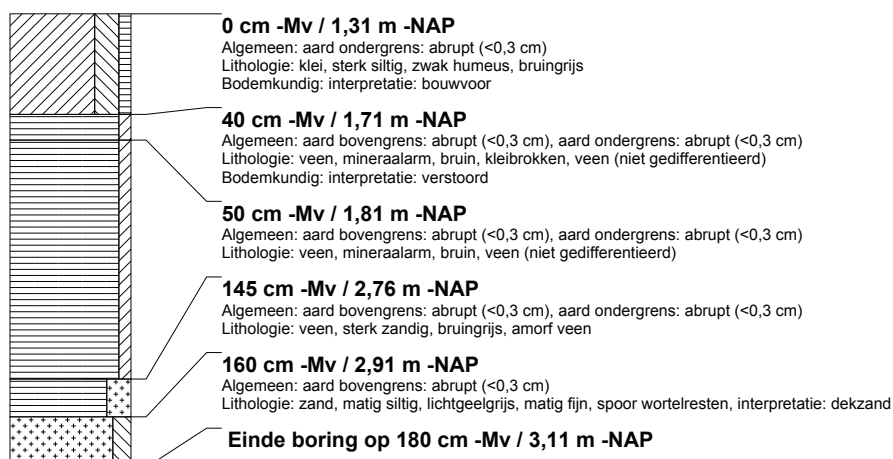 0 cm -Mv / 1,31 m -NAP
Algemeen: aard ondergrens: abrupt (<0,3 cm)
Lithologie: klei, sterk siltig, zwak humeus, bruingrijs
Bodemkundig: interpretatie: bouwvoor
40 cm -Mv / 1,71 m -NAP
Algemeen: aard bovengrens: abrupt (<0,3 cm), aard ondergrens: abrupt (<0,3 cm)
Lithologie: veen, mineraalarm, bruin, kleibrokken, veen (niet gedifferentieerd)
Bodemkundig: interpretatie: verstoord
50 cm -Mv / 1,81 m -NAP
Algemeen: aard bovengrens: abrupt (<0,3 cm), aard ondergrens: abrupt (<0,3 cm)
Lithologie: veen, mineraalarm, bruin, veen (niet gedifferentieerd)
145 cm -Mv / 2,76 m -NAP
Algemeen: aard bovengrens: abrupt (<0,3 cm), aard ondergrens: abrupt (<0,3 cm)
Lithologie: veen, sterk zandig, bruingrijs, amorf veen
160 cm -Mv / 2,91 m -NAP
Algemeen: aard bovengrens: abrupt (<0,3 cm)
Lithologie: zand, matig siltig, lichtgeelgrijs, matig fijn, spoor wortelresten, interpretatie: dekzand
Einde boring op 180 cm -Mv / 3,11 m -NAP